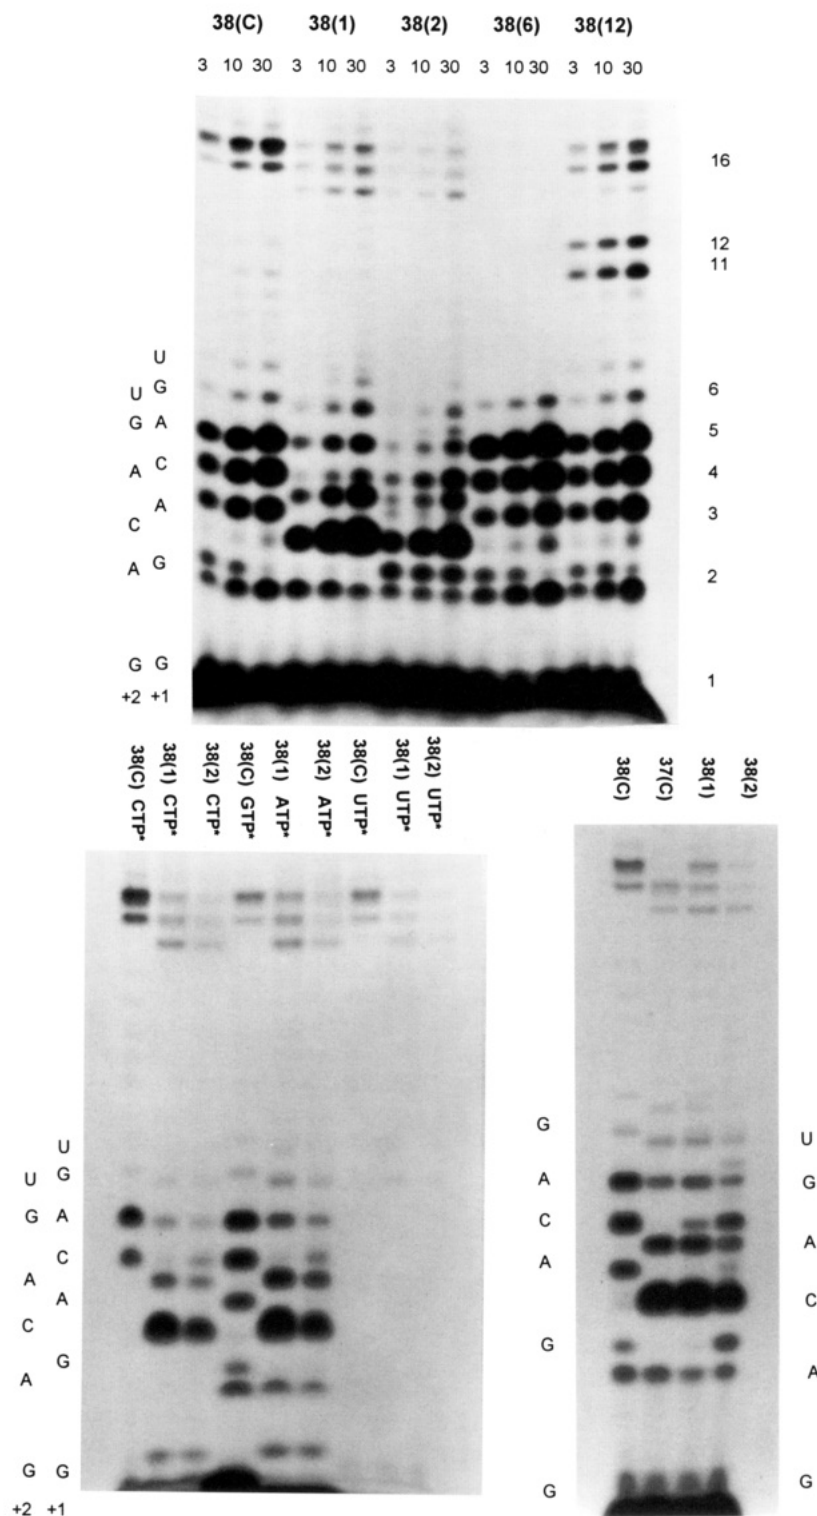 38(C) 38(1) 38(2) 38(6) 38(12)
3 10 30 3 10 30 3 10 30 3 10 30 3 10 30
16
12
11
U
G
U
6
A
G
5
C
A
4
A
C
3
G
A
2
G G
1
+2 +1
38(C) CTP*
38(1) CTP*
38(2) CTP*
38(C) GTP*
38(1) ATP*
38(2) ATP*
38(C) UTP*
38(1) UTP*
38(2) UTP*
38(C)
37(C)
38(1)
38(2)
U
G
U
A
G
C
A
A
C
G
A
G G
+2 +1
G
U
A
G
C
A
A
C
G
A
G
G